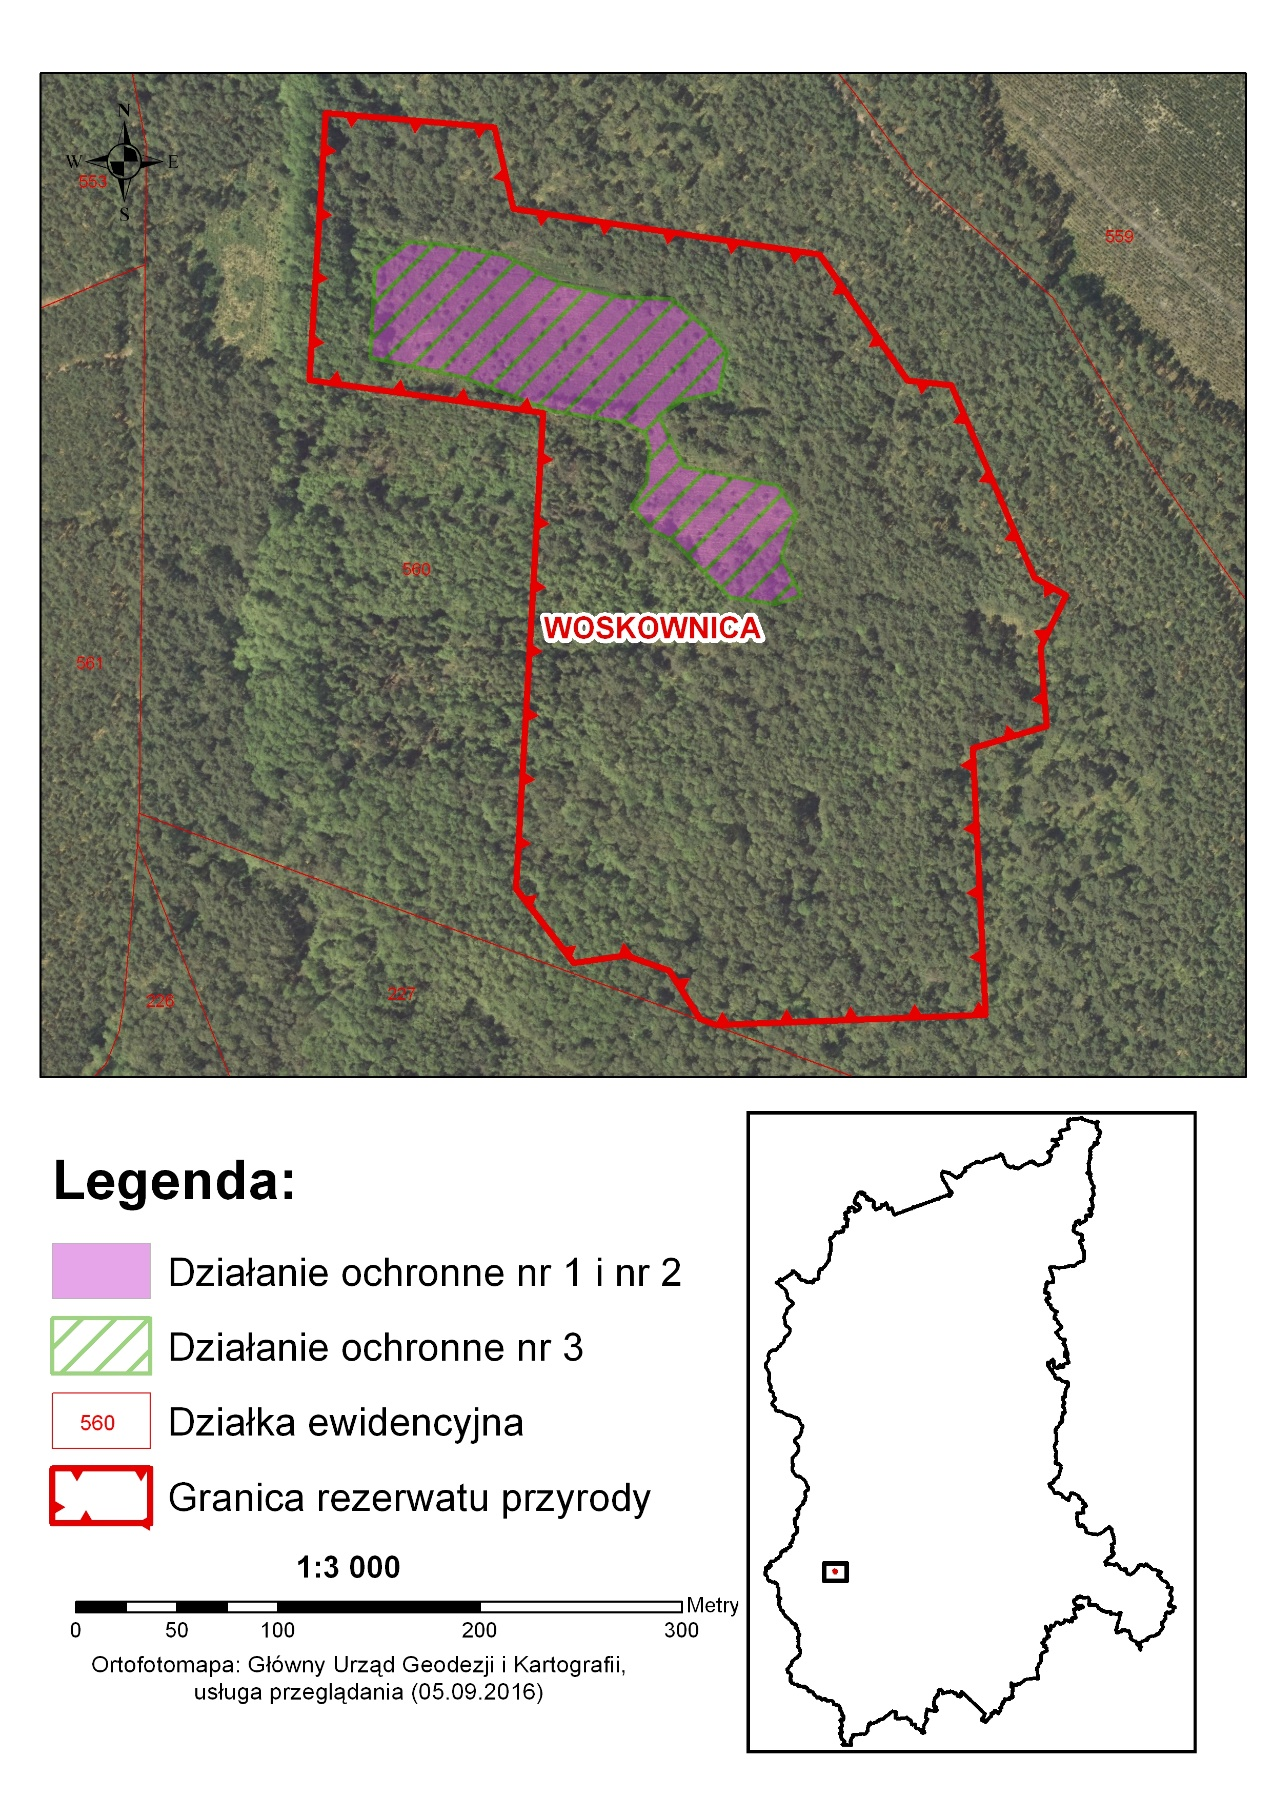 N
W E
S
553
559
560
WOSKOWNICA
561
226
227
Legenda:
Działanie ochronne nr 1 i nr 2
Działanie ochronne nr 3
560 Działka ewidencyjna
Granica rezerwatu przyrody
1:3 000
Metry
0 50 100 200 300
Ortofotomapa: Główny Urząd Geodezji i Kartografii,
usługa przeglądania (05.09.2016)